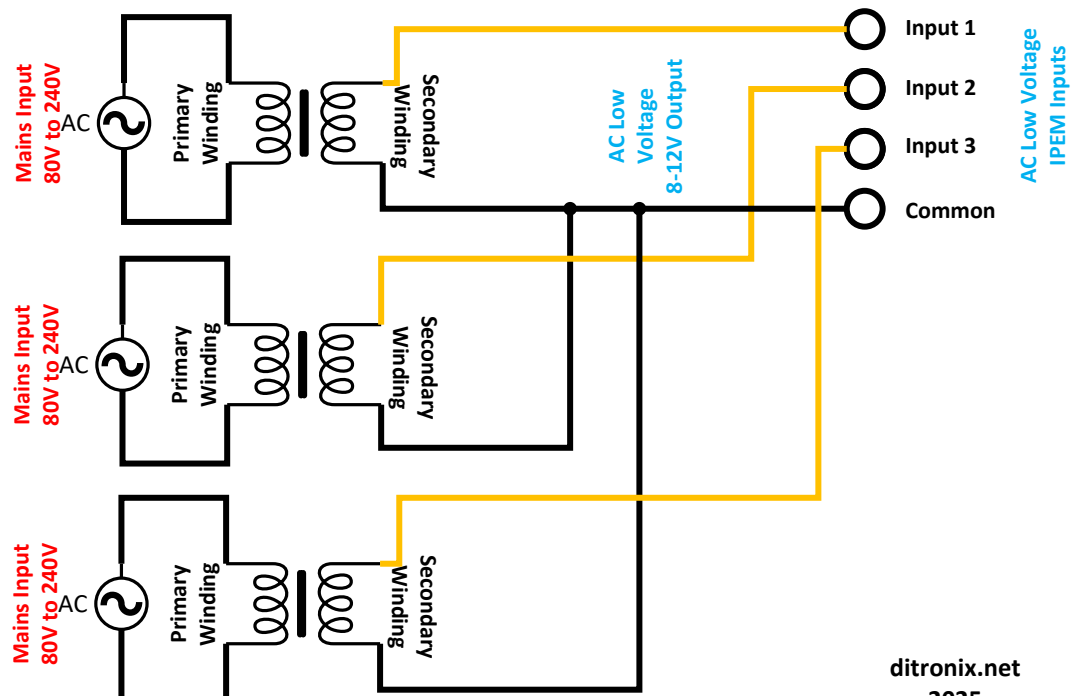 Mains Input
80V to 240V
AC
Primary
Winding
Secondary
Winding
AC Low
Voltage
8-12V Output
Input 1
Input 2
Input 3
Common
AC Low Voltage
IPEM Inputs
Mains Input
80V to 240V
AC
Primary
Winding
Secondary
Winding
Mains Input
80V to 240V
AC
Primary
Winding
Secondary
Winding
ditronix.net
2025